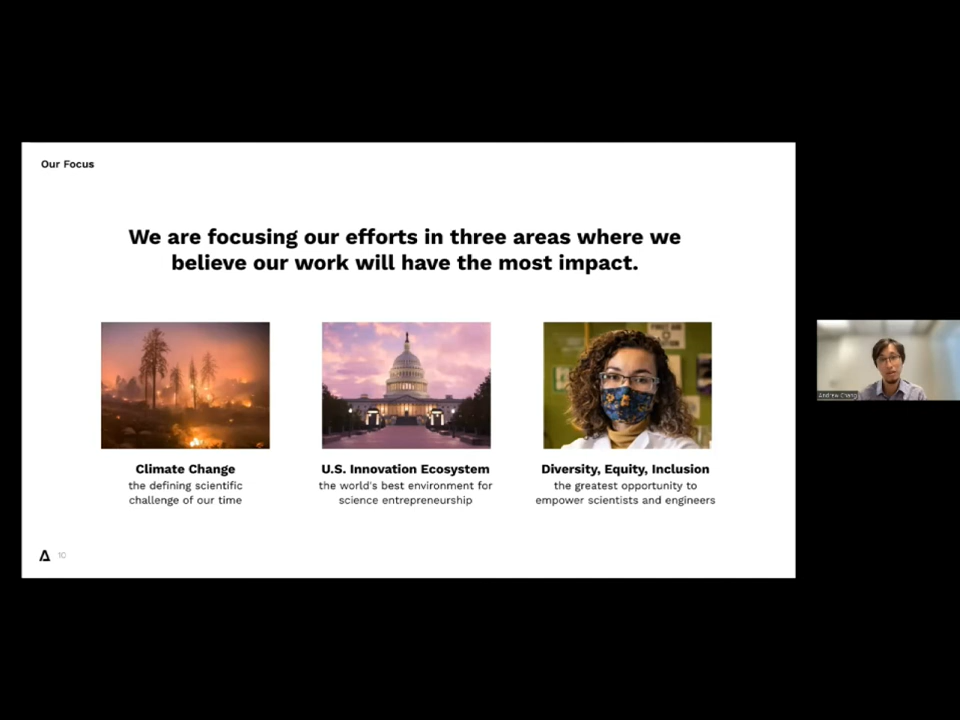 Our Focus
We are focusing our efforts in three areas where we
believe our work will have the most impact.
Climate Change
the defining scientific
challenge of our time
U.S. Innovation Ecosystem
the world's best environment for
science entrepreneurship
Diversity, Equity, Inclusion
the greatest opportunity to
empower scientists and engineers
10
Andrew Chang